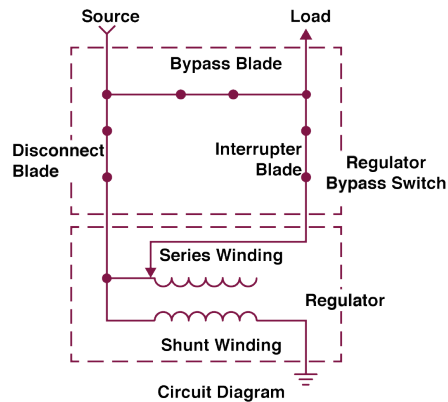 Source
Load
Bypass Blade
Disconnect
Blade
Interrupter
Blade
Regulator
Bypass Switch
Series Winding
Regulator
Shunt Winding
Circuit Diagram